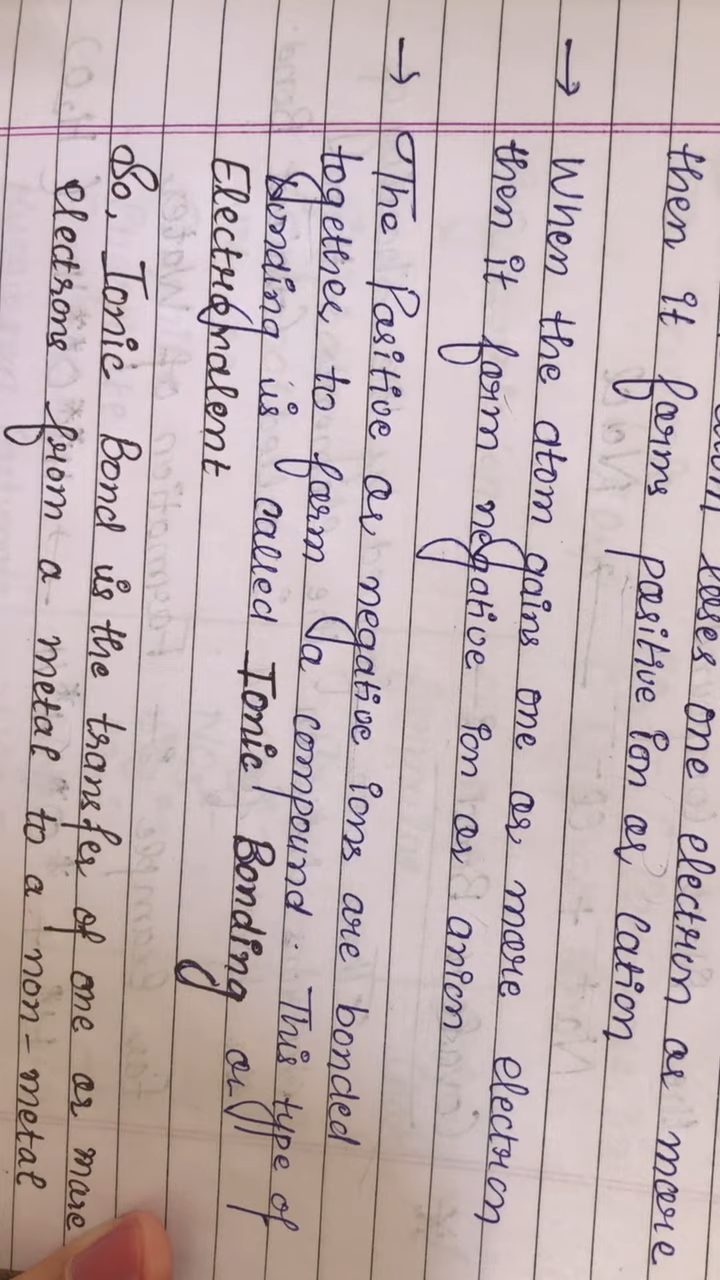 loses one electron or more
then it forms positive ion or cation
→ When the atom gains one or more electron
then it form negative ion or anion
→ The Positive or negative ions are bonded
together to form a compound. This type of
bonding is called Ionic Bonding or
Electrovalent
So, Ionic Bond is the transfer of one or more
electrons from a metal to a non-metal